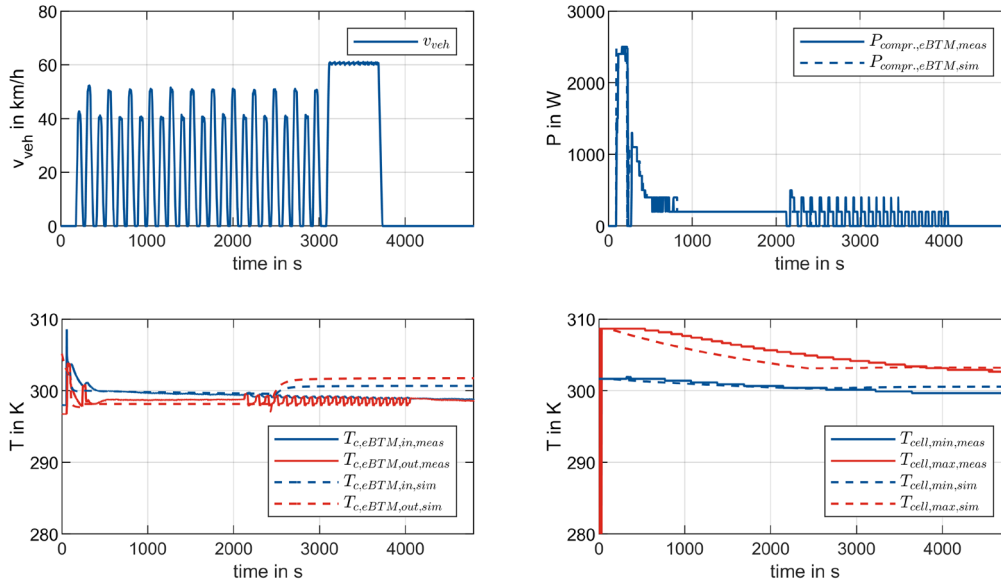 v_veh in km/h
80
60
40
20
0
v_veh
0 1000 2000 3000 4000
time in s
P in W
3000
2000
1000
0
P_compr.,eBTM,meas
P_compr.,eBTM,sim
0 1000 2000 3000 4000
time in s
T in K
310
300
290
280
T_c,eBTM,in,meas
T_c,eBTM,out,meas
T_c,eBTM,in,sim
T_c,eBTM,out,sim
0 1000 2000 3000 4000
time in s
T in K
310
300
290
280
T_cell,min,meas
T_cell,max,meas
T_cell,min,sim
T_cell,max,sim
0 1000 2000 3000 4000
time in s